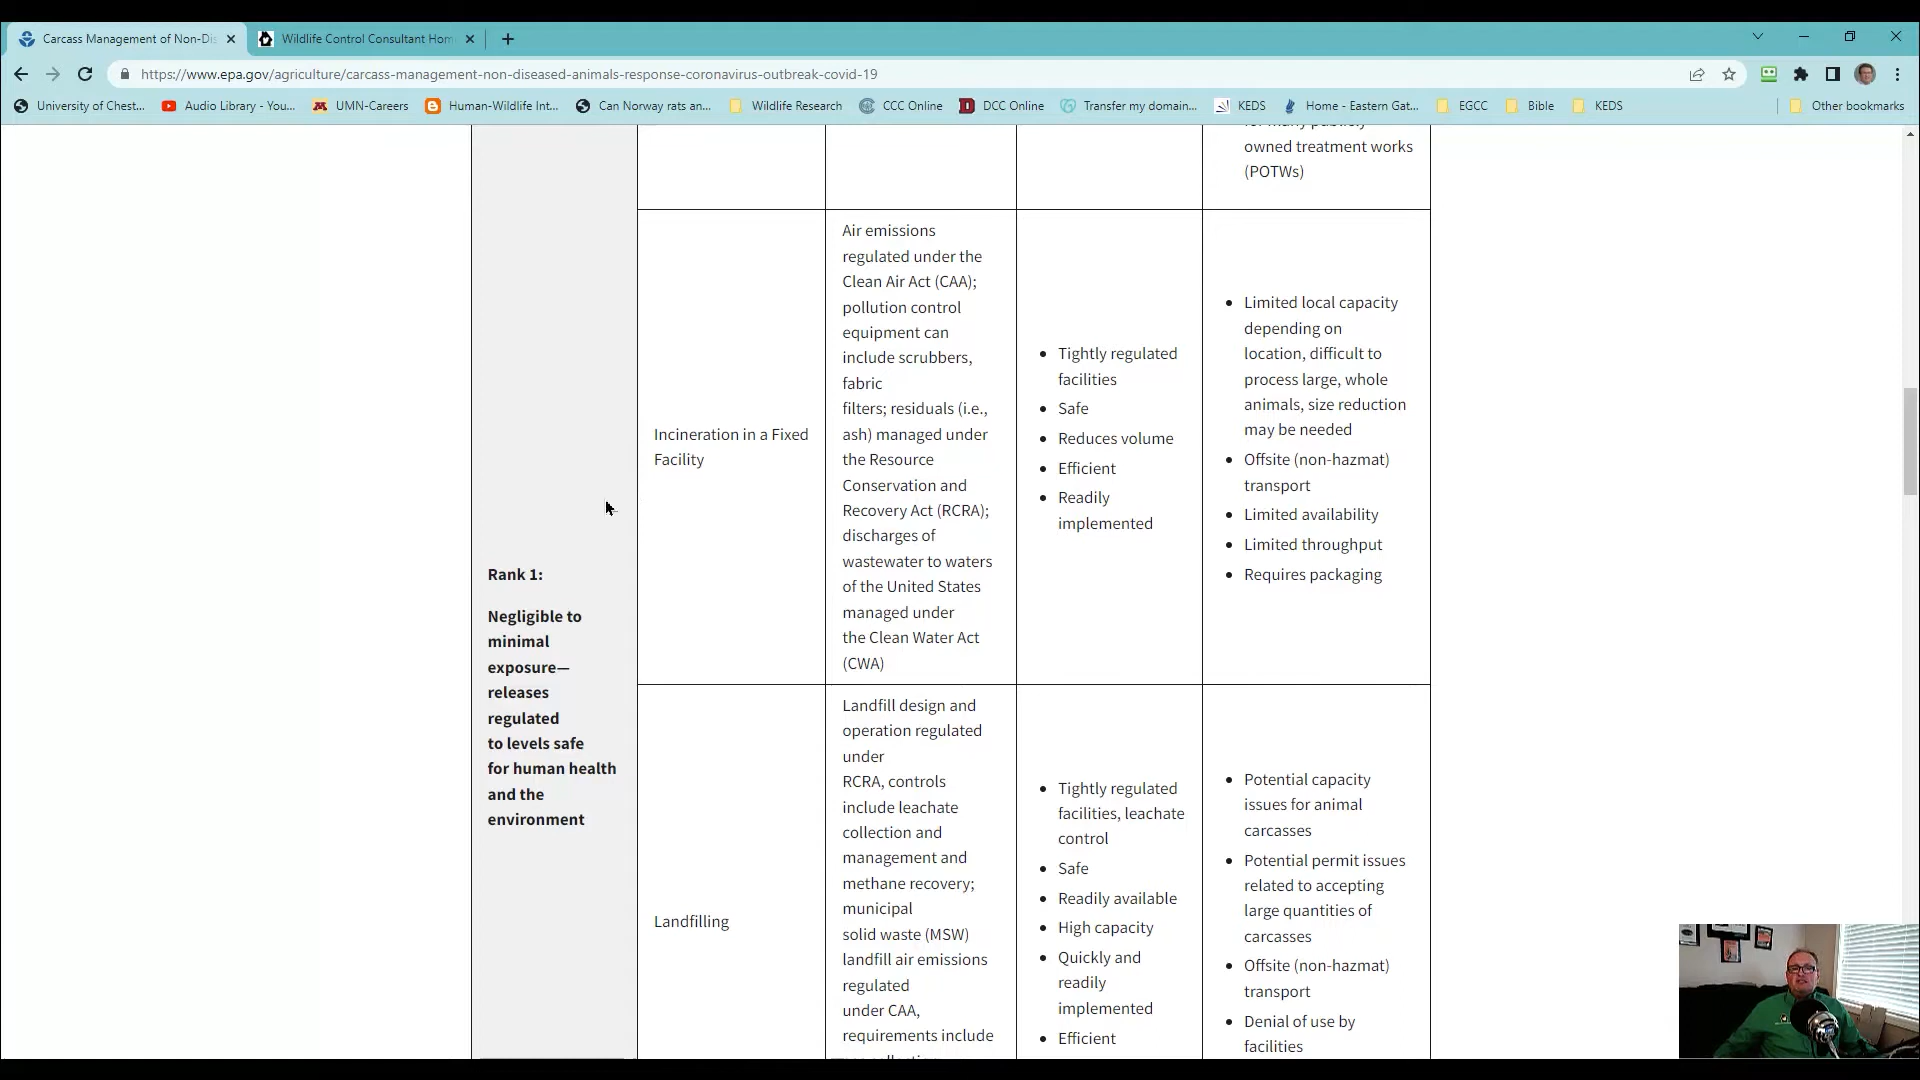 Carcass Management of Non-Dis
Wildlife Control Consultant Hom
https://www.epa.gov/agriculture/carcass-management-non-diseased-animals-response-coronavirus-outbreak-covid-19
University of Chest...
Audio Library - You...
UMN-Careers
Human-Wildlife Int...
Can Norway rats an...
Wildlife Research
CCC Online
DCC Online
Transfer my domain...
KEDS
Home - Eastern Gat...
EGCC
Bible
KEDS
Other bookmarks
for many publicly
owned treatment works
(POTWs)
Rank 1:
Negligible to
minimal
exposure—
releases
regulated
to levels safe
for human health
and the
environment
Incineration in a Fixed
Facility
Air emissions
regulated under the
Clean Air Act (CAA);
pollution control
equipment can
include scrubbers,
fabric
filters; residuals (i.e.,
ash) managed under
the Resource
Conservation and
Recovery Act (RCRA);
discharges of
wastewater to waters
of the United States
managed under
the Clean Water Act
(CWA)
• Tightly regulated
facilities
• Safe
• Reduces volume
• Efficient
• Readily
implemented
• Limited local capacity
depending on
location, difficult to
process large, whole
animals, size reduction
may be needed
• Offsite (non-hazmat)
transport
• Limited availability
• Limited throughput
• Requires packaging
Landfilling
Landfill design and
operation regulated
under
RCRA, controls
include leachate
collection and
management and
methane recovery;
municipal
solid waste (MSW)
landfill air emissions
regulated
under CAA,
requirements include
• Tightly regulated
facilities, leachate
control
• Safe
• Readily available
• High capacity
• Quickly and
readily
implemented
• Efficient
• Potential capacity
issues for animal
carcasses
• Potential permit issues
related to accepting
large quantities of
carcasses
• Offsite (non-hazmat)
transport
• Denial of use by
facilities